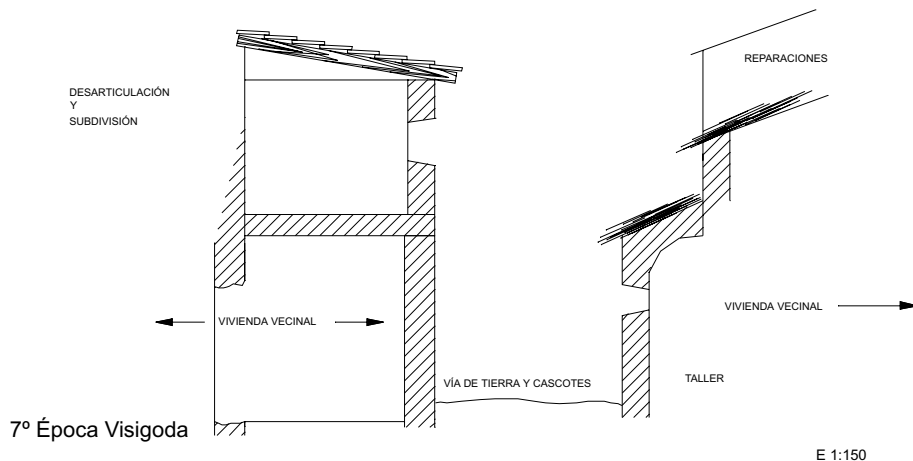 REPARACIONES
DESARTICULACIÓN
Y
SUBDIVISIÓN
VIVIENDA VECINAL
VIVIENDA VECINAL
VÍA DE TIERRA Y CASCOTES
TALLER
7º Época Visigoda
E 1:150